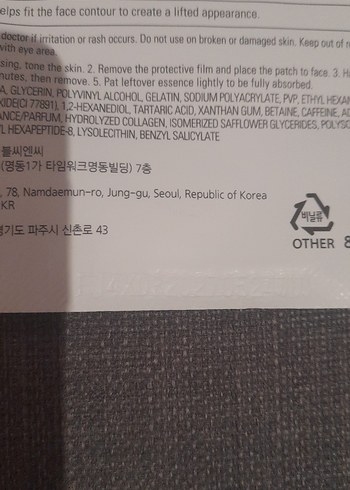 elps fit the face contour to create a lifted appearance.
doctor if irritation or rash occurs. Do not use on broken or damaged skin. Keep out of r
with eye area.
sing, tone the skin. 2. Remove the protective film and place the patch to face. 3. H
nutes, then remove. 5. Pat leftover essence lightly to be fully absorbed.
A, GLYCERIN, POLYVINYL ALCOHOL, GELATIN, SODIUM POLYACRYLATE, PVP, ETHYL HEXAN
XIDE(CI 77891), 1,2-HEXANEDIOL, TARTARIC ACID, XANTHAN GUM, BETAINE, CAFFEINE, AD
ANCE/PARFUM, HYDROLYZED COLLAGEN, ISOMERIZED SAFFLOWER GLYCERIDES, POLYSO
YL HEXAPEPTIDE-8, LYSOLECITHIN, BENZYL SALICYLATE
블씨엔씨
(명동1가 타임워크명동빌딩) 7층
, 78, Namdaemun-ro, Jung-gu, Seoul, Republic of Korea
KR
경기도 파주시 신촌로 43
비닐류
OTHER 8